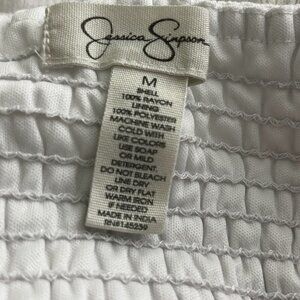 Jessica Simpson
M
SHELL
100% RAYON
LINING
100% POLYESTER
MACHINE WASH
COLD WITH
LIKE COLORS
USE SOAP
OR MILD
DETERGENT.
DO NOT BLEACH
LINE DRY
OR DRY FLAT
WARM IRON
IF NEEDED
MADE IN INDIA
RN#145259